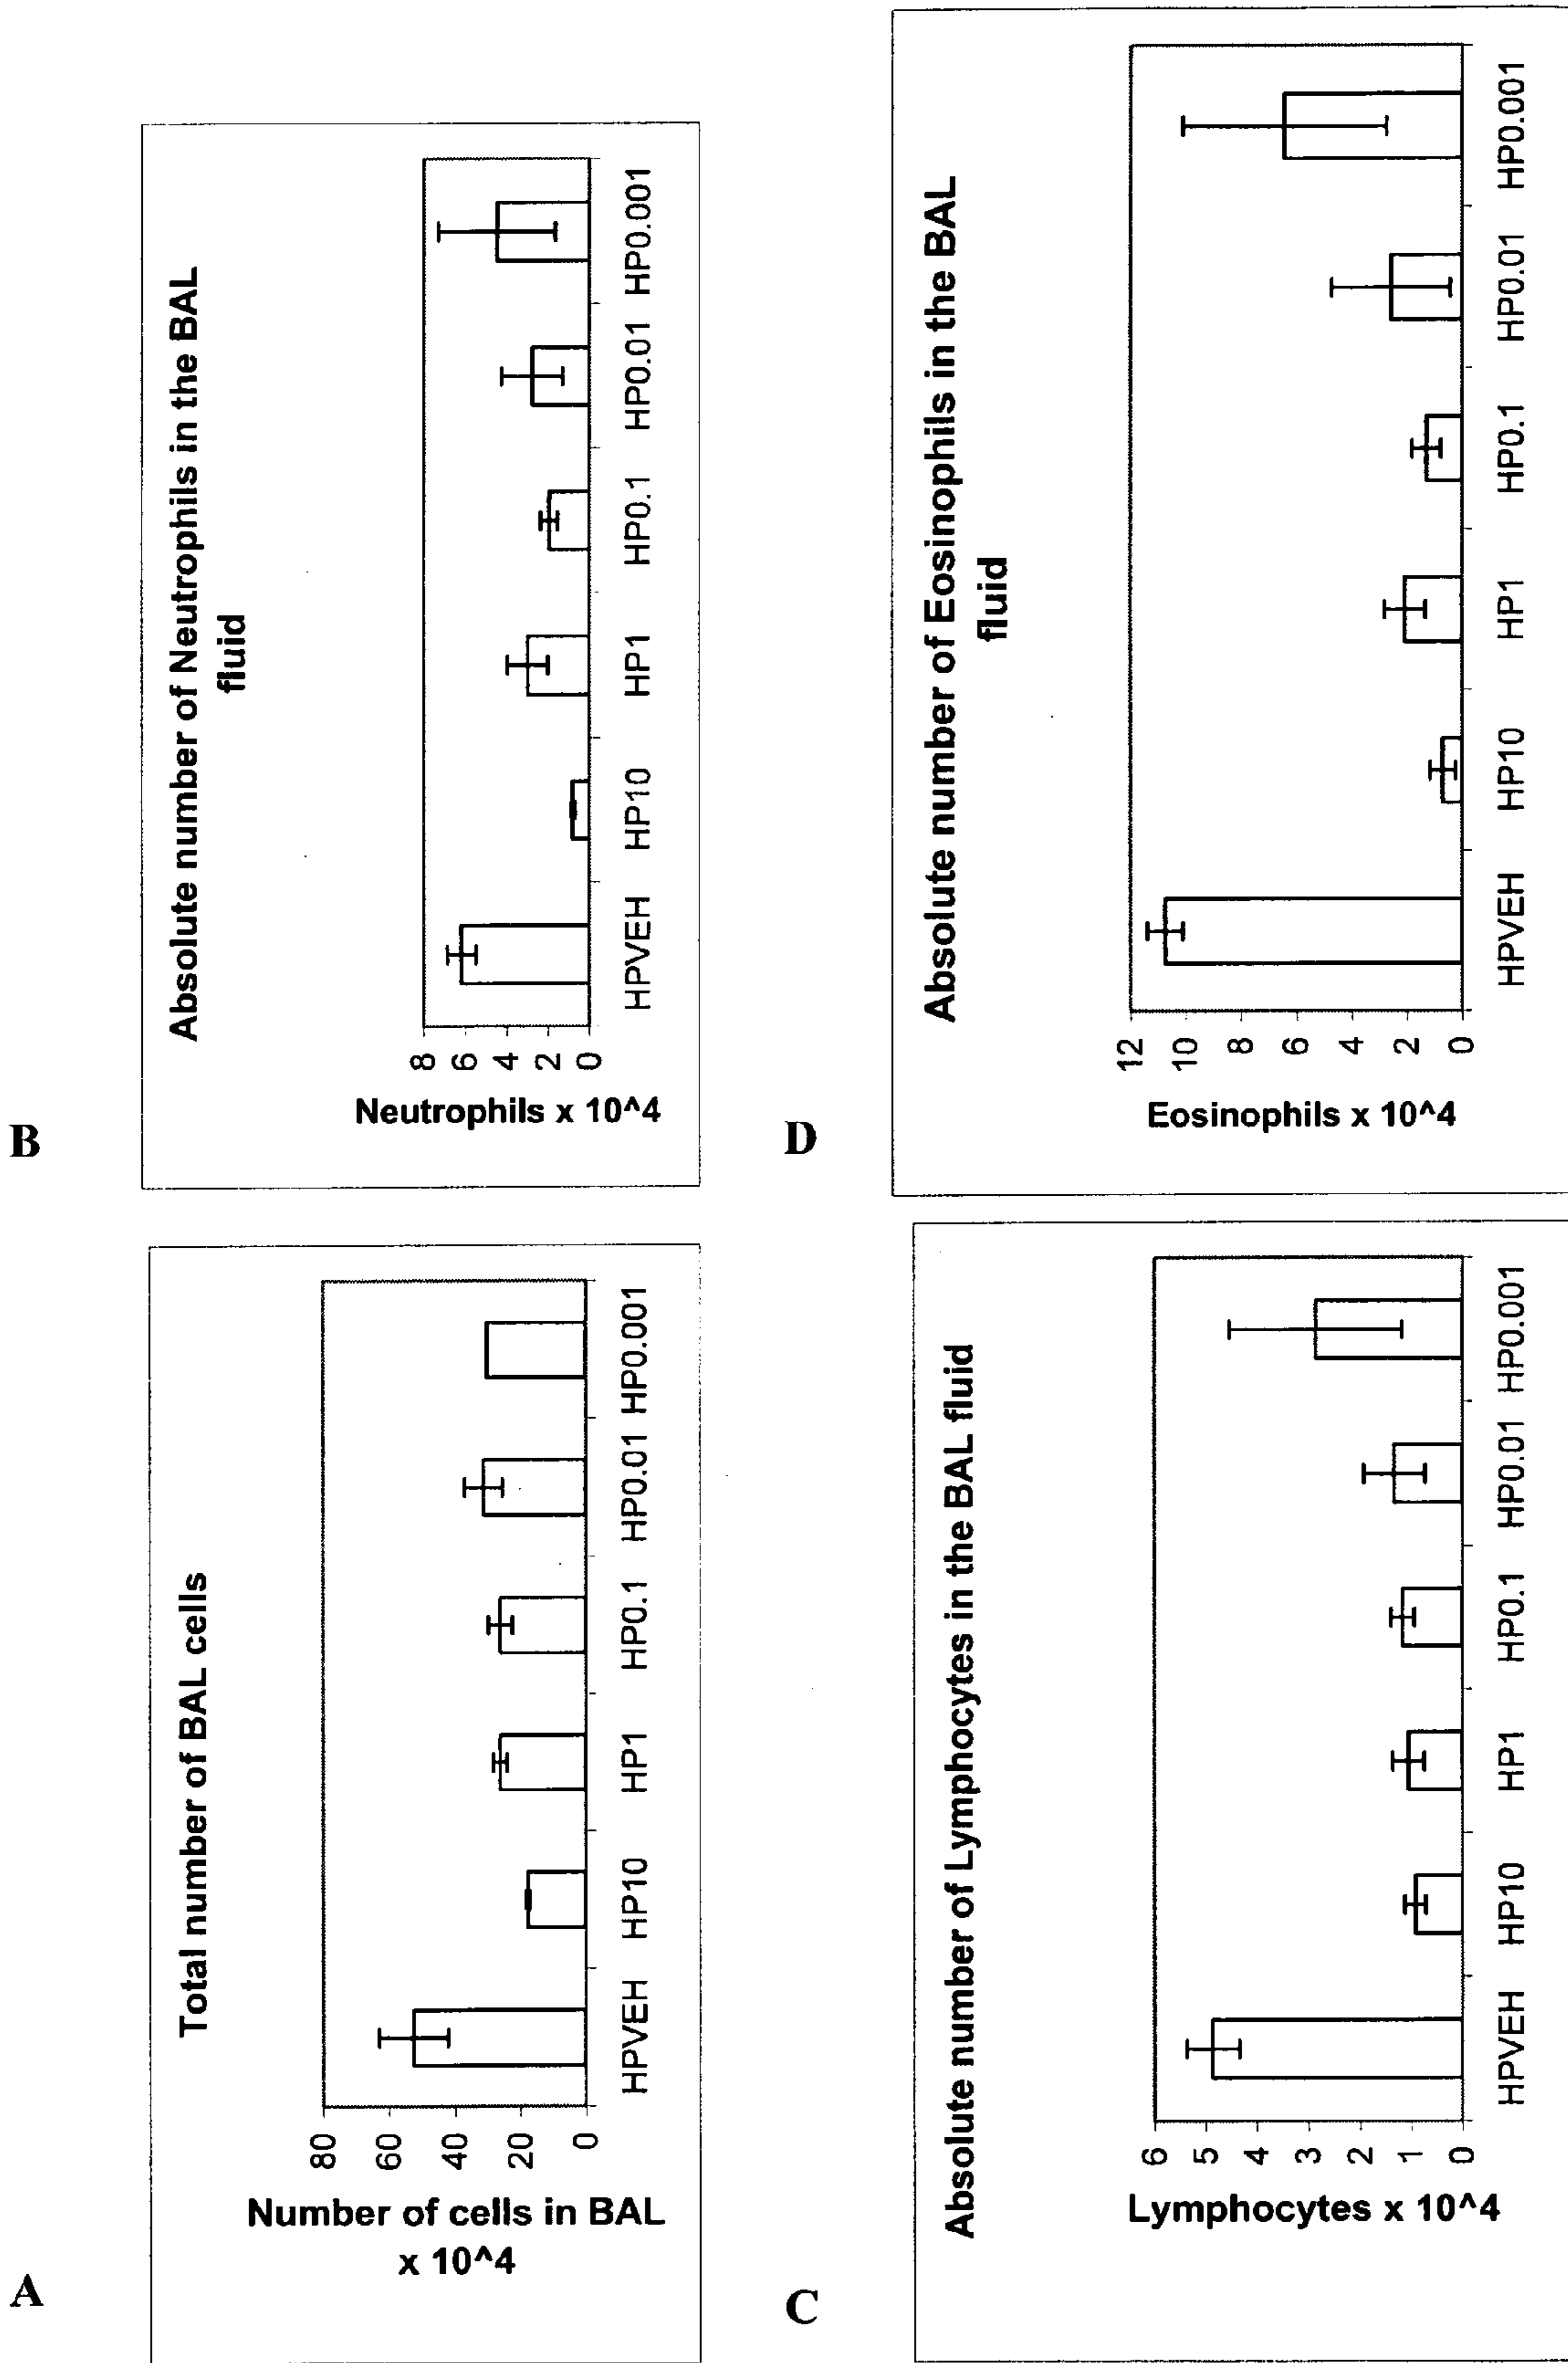 A
Total number of BAL cells
Number of cells in BAL
x 10^4
80
60
40
20
0
HPVEH HP10 HP1 HP0.1 HP0.01 HP0.001
B
Absolute number of Neutrophils in the BAL
fluid
Neutrophils x 10^4
8
6
4
2
0
HPVEH HP10 HP1 HP0.1 HP0.01 HP0.001
C
Absolute number of Lymphocytes in the BAL fluid
Lymphocytes x 10^4
6
5
4
3
2
1
0
HPVEH HP10 HP1 HP0.1 HP0.01 HP0.001
D
Absolute number of Eosinophils in the BAL
fluid
Eosinophils x 10^4
12
10
8
6
4
2
0
HPVEH HP10 HP1 HP0.1 HP0.01 HP0.001